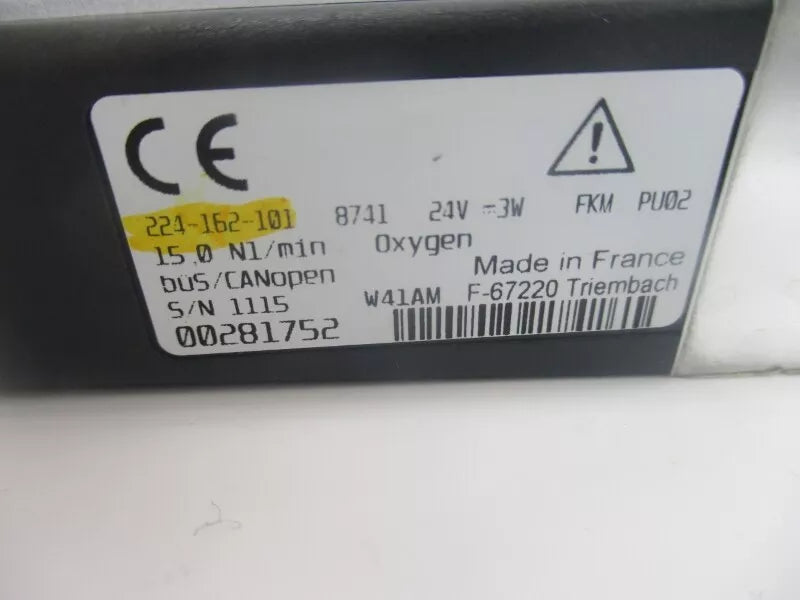 CE
224-162-101 8741 24V =3W FKM PU02
15.0 Nl/min Oxygen
büS/CANopen Made in France
S/N 1115 W41AM F-67220 Triembach
00281752